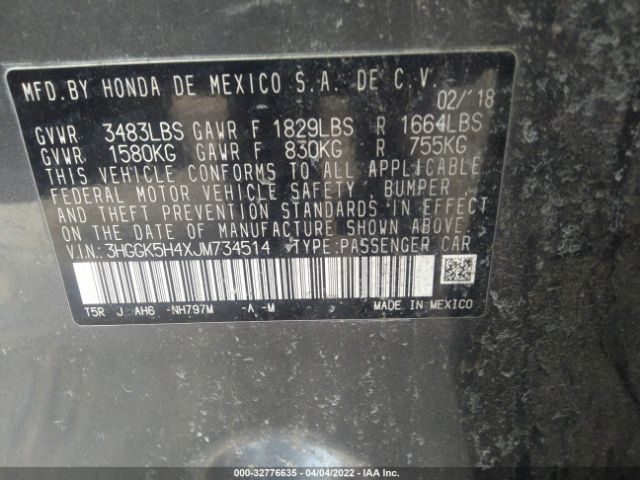 MFD.BY HONDA DE MEXICO S.A. DE C.V.
02/'18
GVWR 3483LBS GAWR F 1829LBS R 1664LBS
GVWR 1580KG GAWR F 830KG R 755KG
THIS VEHICLE CONFORMS TO ALL APPLICABLE
FEDERAL MOTOR VEHICLE SAFETY, BUMPER,
AND THEFT PREVENTION STANDARDS IN EFFECT
ON THE DATE OF MANUFACTURE SHOWN ABOVE.
V.I.N: 3HGGK5H4XJM734514 TYPE:PASSENGER CAR
T5R J AH6 -NH797M -A -M MADE IN MEXICO
000-32776635 - 04/04/2022 - IAA Inc.